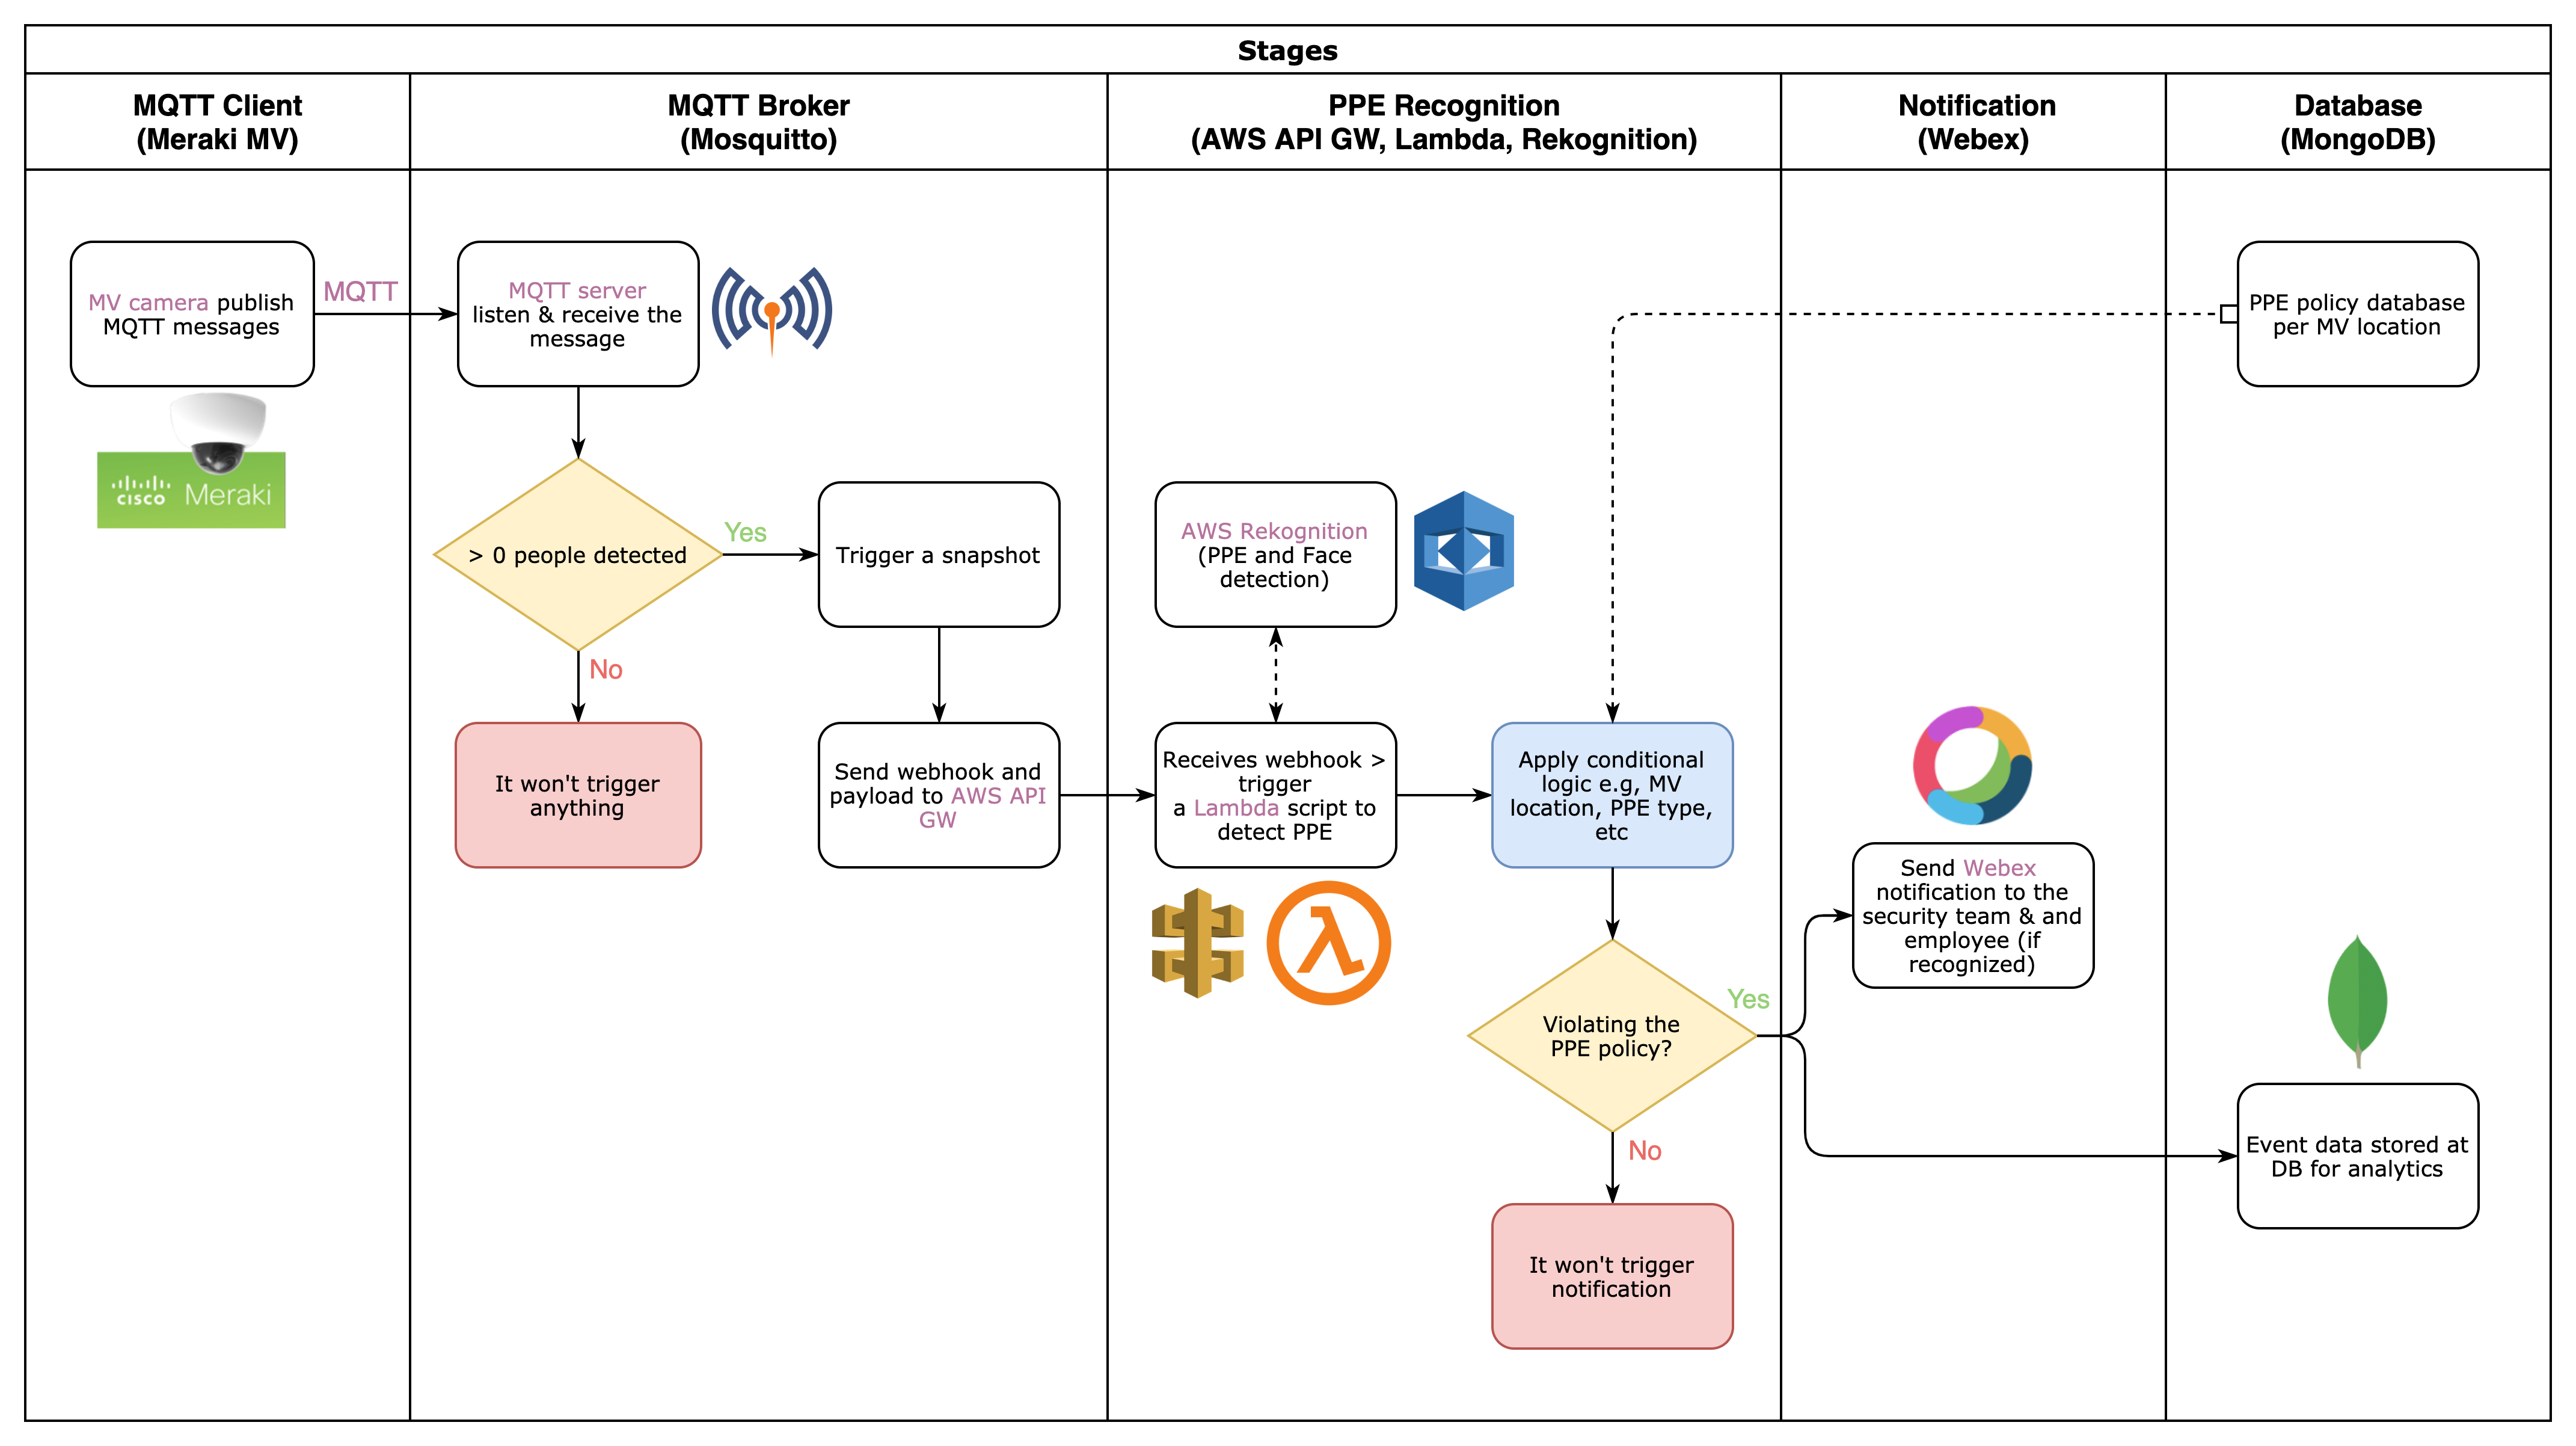 Stages
MQTT Client
(Meraki MV)
MQTT Broker
(Mosquitto)
PPE Recognition
(AWS API GW, Lambda, Rekognition)
Notification
(Webex)
Database
(MongoDB)
MV camera publish
MQTT messages
MQTT
cisco Meraki
MQTT server
listen & receive the
message
> 0 people detected
Yes
No
It won't trigger
anything
Trigger a snapshot
Send webhook and
payload to AWS API
GW
AWS Rekognition
(PPE and Face
detection)
Receives webhook >
trigger
a Lambda script to
detect PPE
Apply conditional
logic e.g, MV
location, PPE type,
etc
Violating the
PPE policy?
Yes
No
It won't trigger
notification
Send Webex
notification to the
security team & and
employee (if
recognized)
PPE policy database
per MV location
Event data stored at
DB for analytics